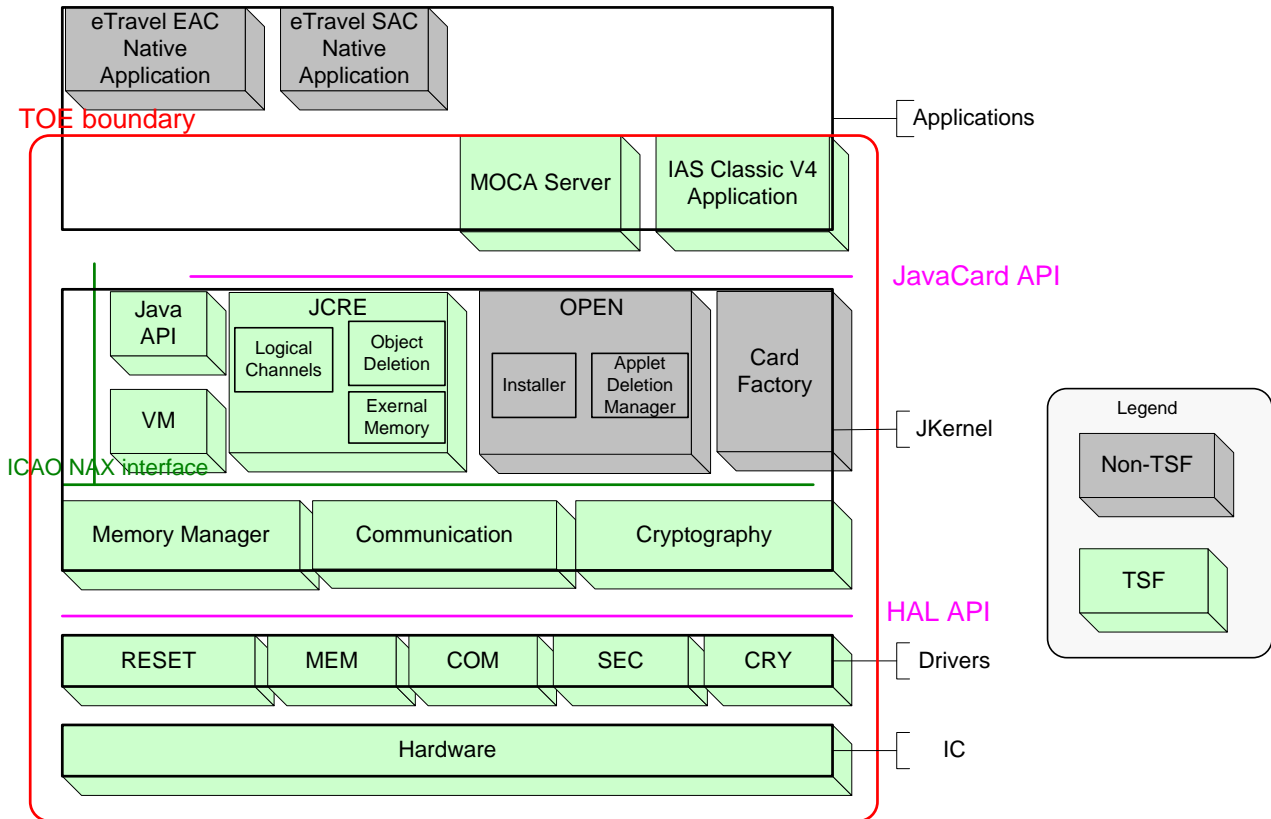 eTravel EAC
Native
Application
eTravel SAC
Native
Application
TOE boundary
Applications
MOCA Server
IAS Classic V4
Application
JavaCard API
Java
API
JCRE
Logical
Channels
Object
Deletion
Exernal
Memory
OPEN
Installer
Applet
Deletion
Manager
Card
Factory
VM
JKernel
ICAO NAX interface
Memory Manager
Communication
Cryptography
HAL API
RESET
MEM
COM
SEC
CRY
Drivers
Hardware
IC
Legend
Non-TSF
TSF